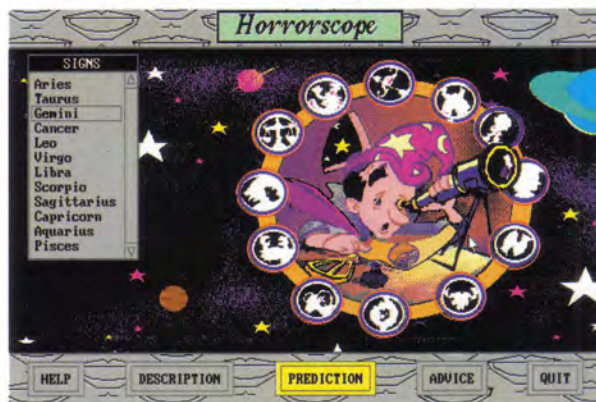 Horrorscope
SIGNS
Aries
Taurus
Gemini
Cancer
Leo
Virgo
Libra
Scorpio
Sagittarius
Capricorn
Aquarius
Pisces
HELP DESCRIPTION PREDICTION ADVICE QUIT